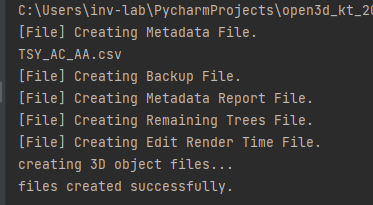 C:\Users\inv-lab\PycharmProjects\open3d_kt_20
[File] Creating Metadata File.
TSY_AC_AA.csv
[File] Creating Backup File.
[File] Creating Metadata Report File.
[File] Creating Remaining Trees File.
[File] Creating Edit Render Time File.
creating 3D object files...
files created successfully.